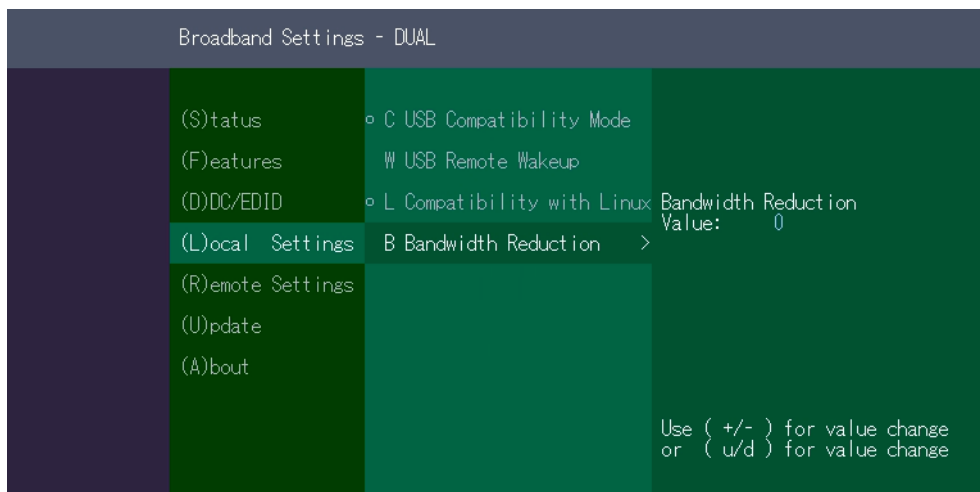 Broadband Settings - DUAL
(S)tatus
(F)eatures
(D)DC/EDID
(L)ocal Settings
(R)emote Settings
(U)pdate
(A)bout
C USB Compatibility Mode
W USB Remote Wakeup
L Compatibility with Linux
B Bandwidth Reduction >
Bandwidth Reduction
Value: 0
Use ( +/- ) for value change
or ( u/d ) for value change